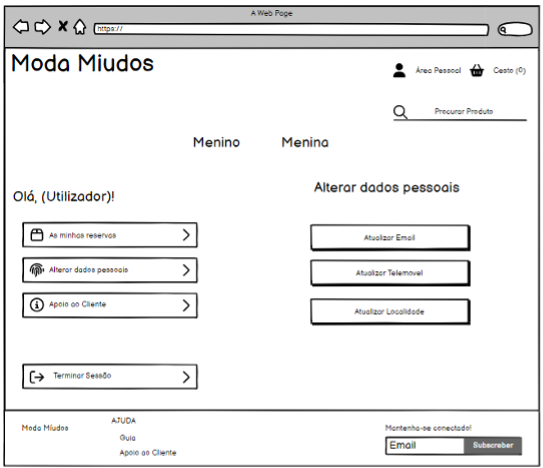 A Web Page
https://
Moda Miudos
Área Pessoal
Cesto (0)
Procurar Produto
Menino
Menina
Olá, (Utilizador)!
Alterar dados pessoais
As minhas reservas
Alterar dados pessoais
Apoio ao Cliente
Terminar Sessão
Atualizar Email
Atualizar Telemovel
Atualizar Localidade
Moda Miudos
AJUDA
Guia
Apoio ao Cliente
Mantenha-se conectado!
Email
Subscreber